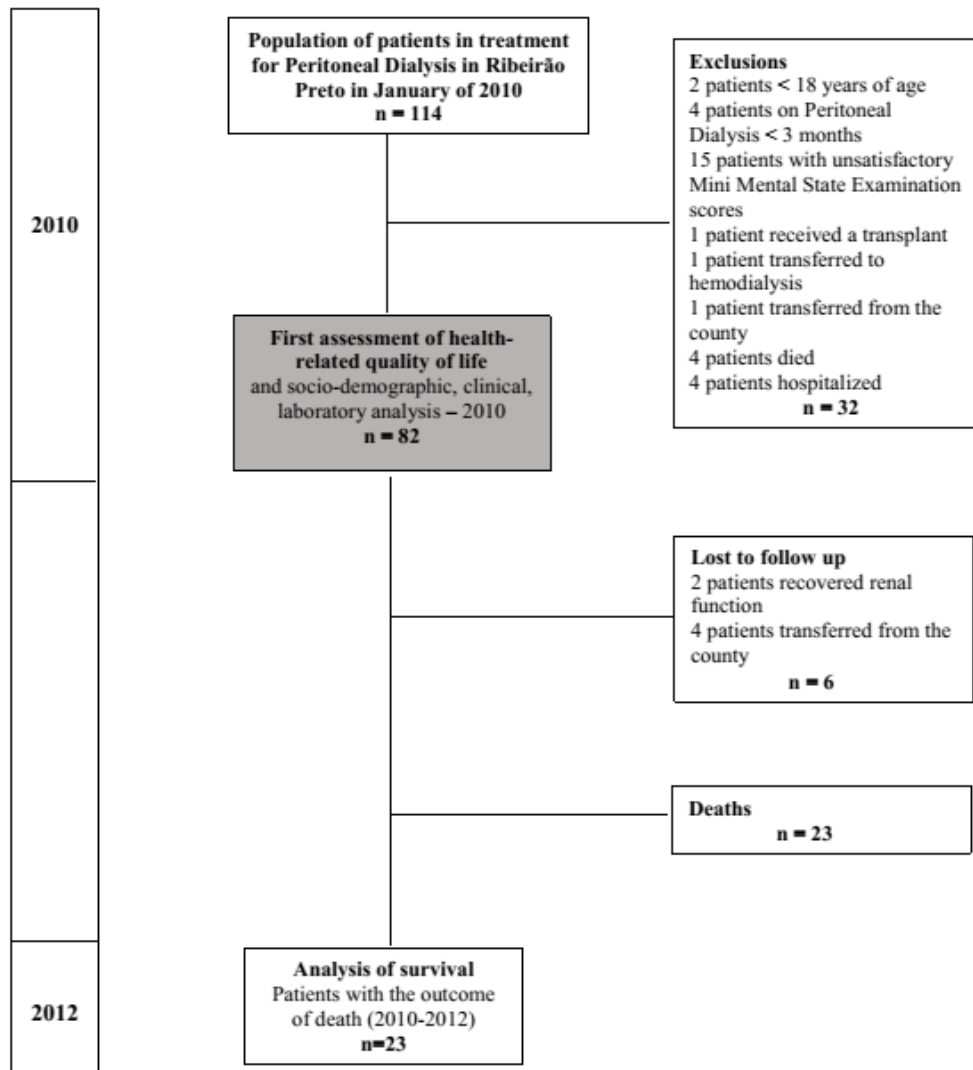 Population of patients in treatment
for Peritoneal Dialysis in Ribeirão
Preto in January of 2010
n = 114
Exclusions
2 patients < 18 years of age
4 patients on Peritoneal
Dialysis < 3 months
15 patients with unsatisfactory
Mini Mental State Examination
scores
1 patient received a transplant
1 patient transferred to
hemodialysis
1 patient transferred from the
county
4 patients died
4 patients hospitalized
n = 32
2010
First assessment of health-
related quality of life
and socio-demographic, clinical,
laboratory analysis – 2010
n = 82
Lost to follow up
2 patients recovered renal
function
4 patients transferred from the
county
n = 6
Deaths
n = 23
2012
Analysis of survival
Patients with the outcome
of death (2010-2012)
n=23